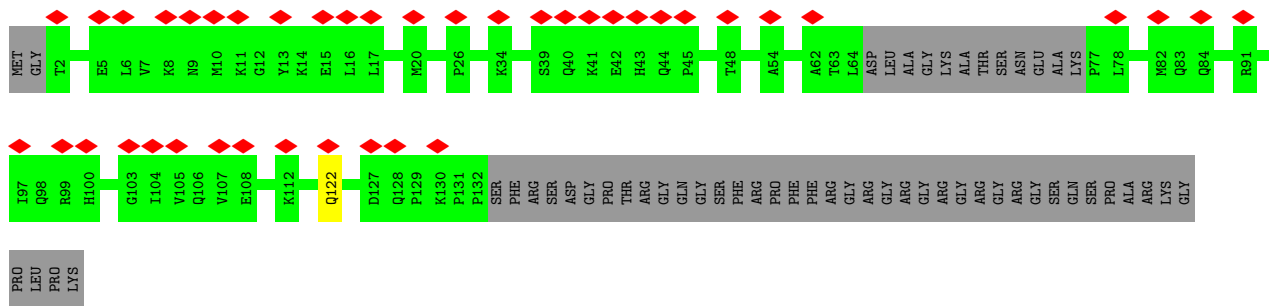 MET GLY T2 E5 L6 V7 K8 N9 M10 K11 G12 Y13 K14 E15 L16 L17 M20 P26 K34 S39 Q40 K41 E42 H43 Q44 P45 T48 A54 A62 T63 L64 ASP LEU ALA GLY LYS ALA THR SER ASN GLU ALA LYS P77 L78 M82 Q83 Q84 R91
I97 Q98 R99 H100 G103 I104 V105 Q106 V107 E108 K112 Q122 D127 Q128 P129 K130 P131 P132 SER PHE ARG SER ASP GLY PRO THR ARG GLY GLN GLY SER PHE ARG PRO PHE PHE ARG GLY ARG GLY ARG GLY ARG GLY ARG GLY ARG GLY SER GLN SER PRO ALA ARG LYS GLY
PRO LEU PRO LYS